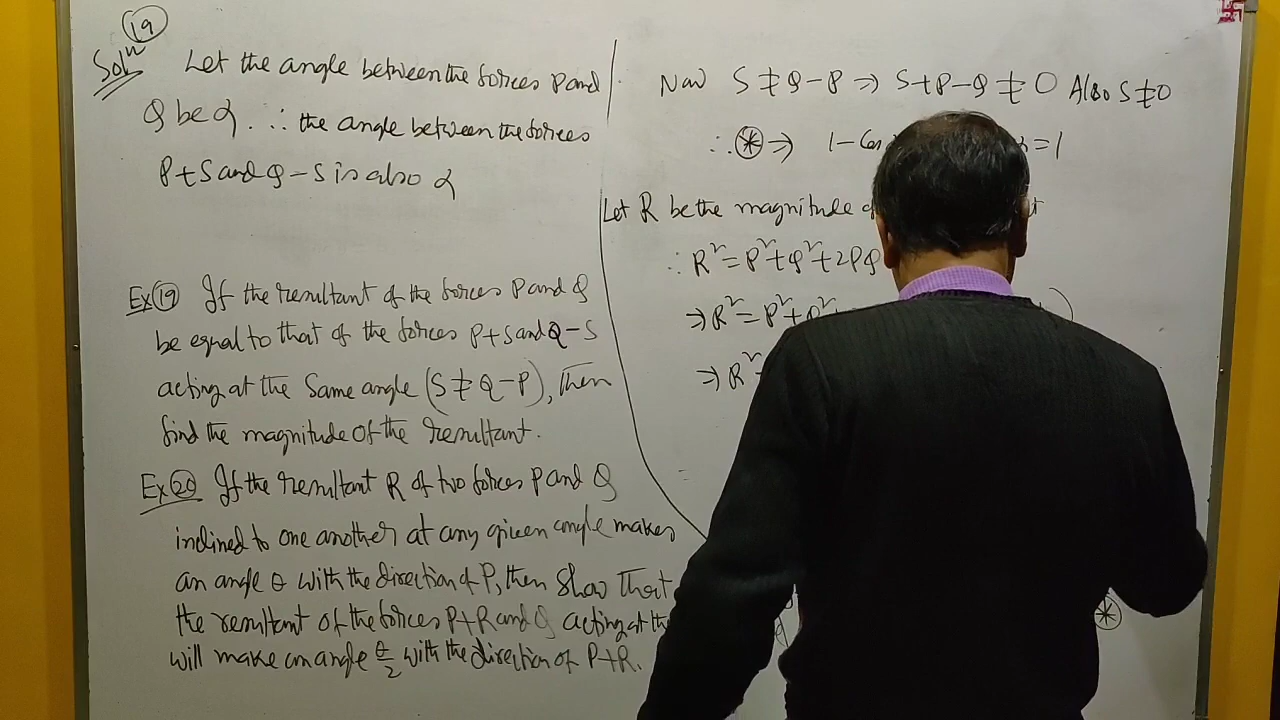 19
Solⁿ Let the angle between the forces P and
Q be α. ∴ the angle between the forces
P+S and Q-S is also α
Ex 19 If the resultant of the forces P and Q
be equal to that of the forces P+S and Q-S
acting at the same angle (S≠Q-P), then
find the magnitude of the resultant.
Ex 20 If the resultant R of two forces P and Q
inclined to one another at any given angle makes
an angle θ with the direction of P, then show that
the resultant of the forces P+R and Q acting at the
will make an angle θ/2 with the direction of P+R.
Now S≠Q-P ⇒ S+P-Q≠0 Also S≠0
∴ ⊛ ⇒ 1-Cos =1
Let R be the magnitude
∴ R²=P²+Q²+2PQ
⇒ R²=P²+Q²
⇒ R²
⊛